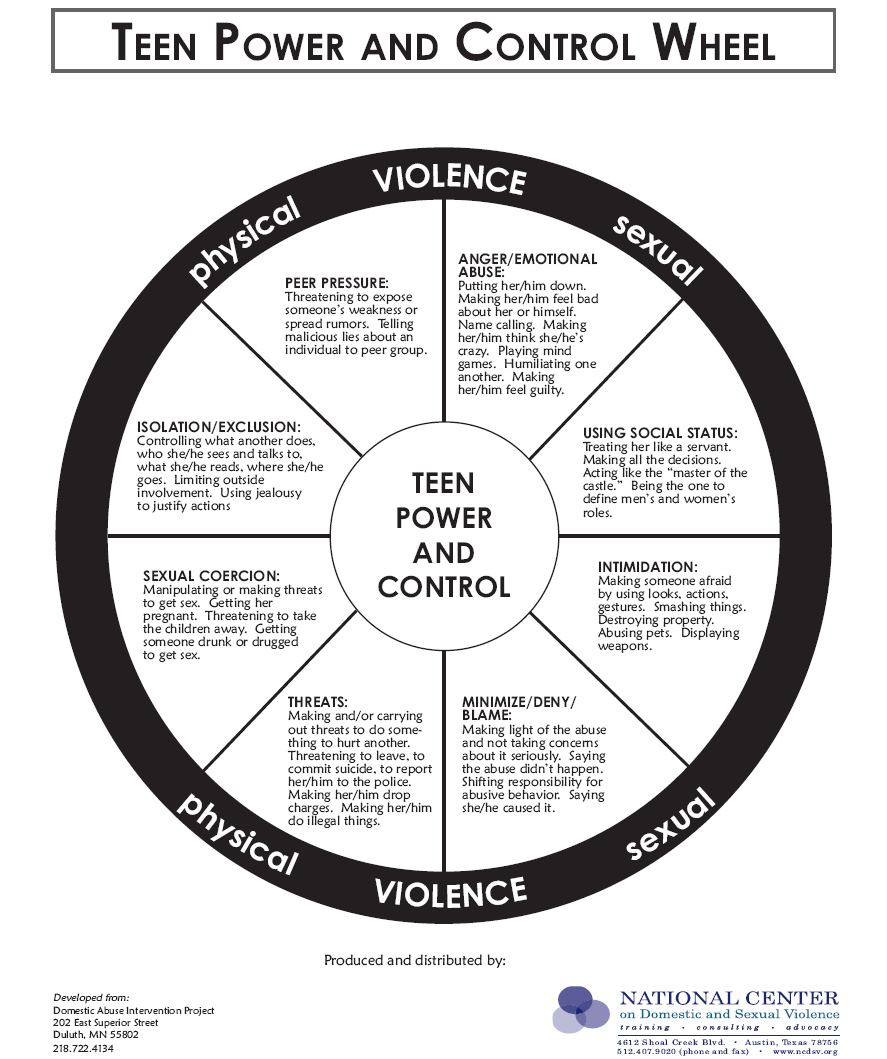 TEEN POWER AND CONTROL WHEEL
physical
VIOLENCE
sexual
PEER PRESSURE:
Threatening to expose
someone's weakness or
spread rumors.  Telling
malicious lies about an
individual to peer group.
ANGER/EMOTIONAL
ABUSE:
Putting her/him down.
Making her/him feel bad
about her or himself.
Name calling.  Making
her/him think she/he's
crazy.  Playing mind
games.  Humiliating one
another.  Making
her/him feel guilty.
ISOLATION/EXCLUSION:
Controlling what another does,
who she/he sees and talks to,
what she/he reads, where she/he
goes.  Limiting outside
involvement.  Using jealousy
to justify actions
USING SOCIAL STATUS:
Treating her like a servant.
Making all the decisions.
Acting like the “master of the
castle.”  Being the one to
define men's and women's
roles.
TEEN
POWER
AND
CONTROL
SEXUAL COERCION:
Manipulating or making threats
to get sex.  Getting her
pregnant.  Threatening to take
the children away.  Getting
someone drunk or drugged
to get sex.
INTIMIDATION:
Making someone afraid
by using looks, actions,
gestures.  Smashing things.
Destroying property.
Abusing pets.  Displaying
weapons.
THREATS:
Making and/or carrying
out threats to do some-
thing to hurt another.
Threatening to leave, to
commit suicide, to report
her/him to the police.
Making her/him drop
charges.  Making her/him
do illegal things.
MINIMIZE/DENY/
BLAME:
Making light of the abuse
and not taking concerns
about it seriously.  Saying
the abuse didn't happen.
Shifting responsibility for
abusive behavior.  Saying
she/he caused it.
physical
VIOLENCE
sexual
Produced and distributed by:
Developed from:
Domestic Abuse Intervention Project
202 East Superior Street
Duluth, MN 55802
218.722.4134
NATIONAL CENTER
on Domestic and Sexual Violence
training · consulting · advocacy
4612 Shoal Creek Blvd. • Austin, Texas 78756
512.407.9020 (phone and fax) • www.ncdsv.org